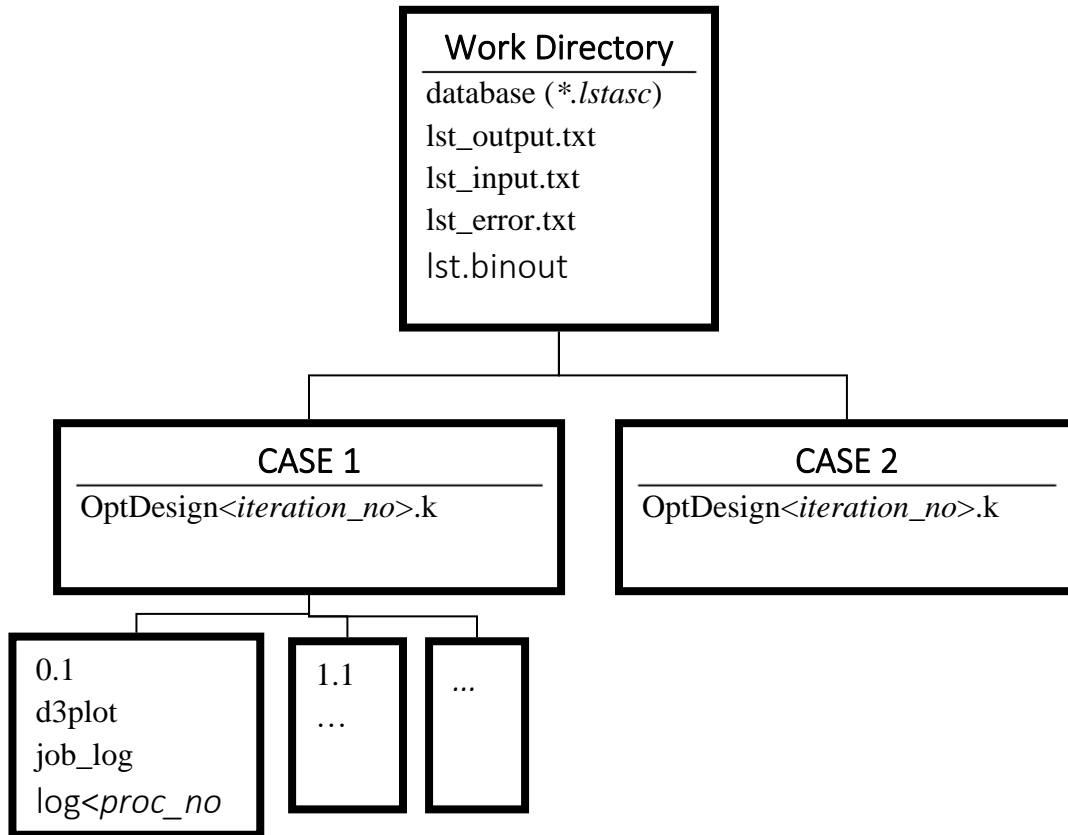 Work Directory
database (*.lstasc)
lst_output.txt
lst_input.txt
lst_error.txt
lst.binout
CASE 1
OptDesign<iteration_no>.k
CASE 2
OptDesign<iteration_no>.k
0.1
d3plot
job_log
log<proc_no
1.1
…
...